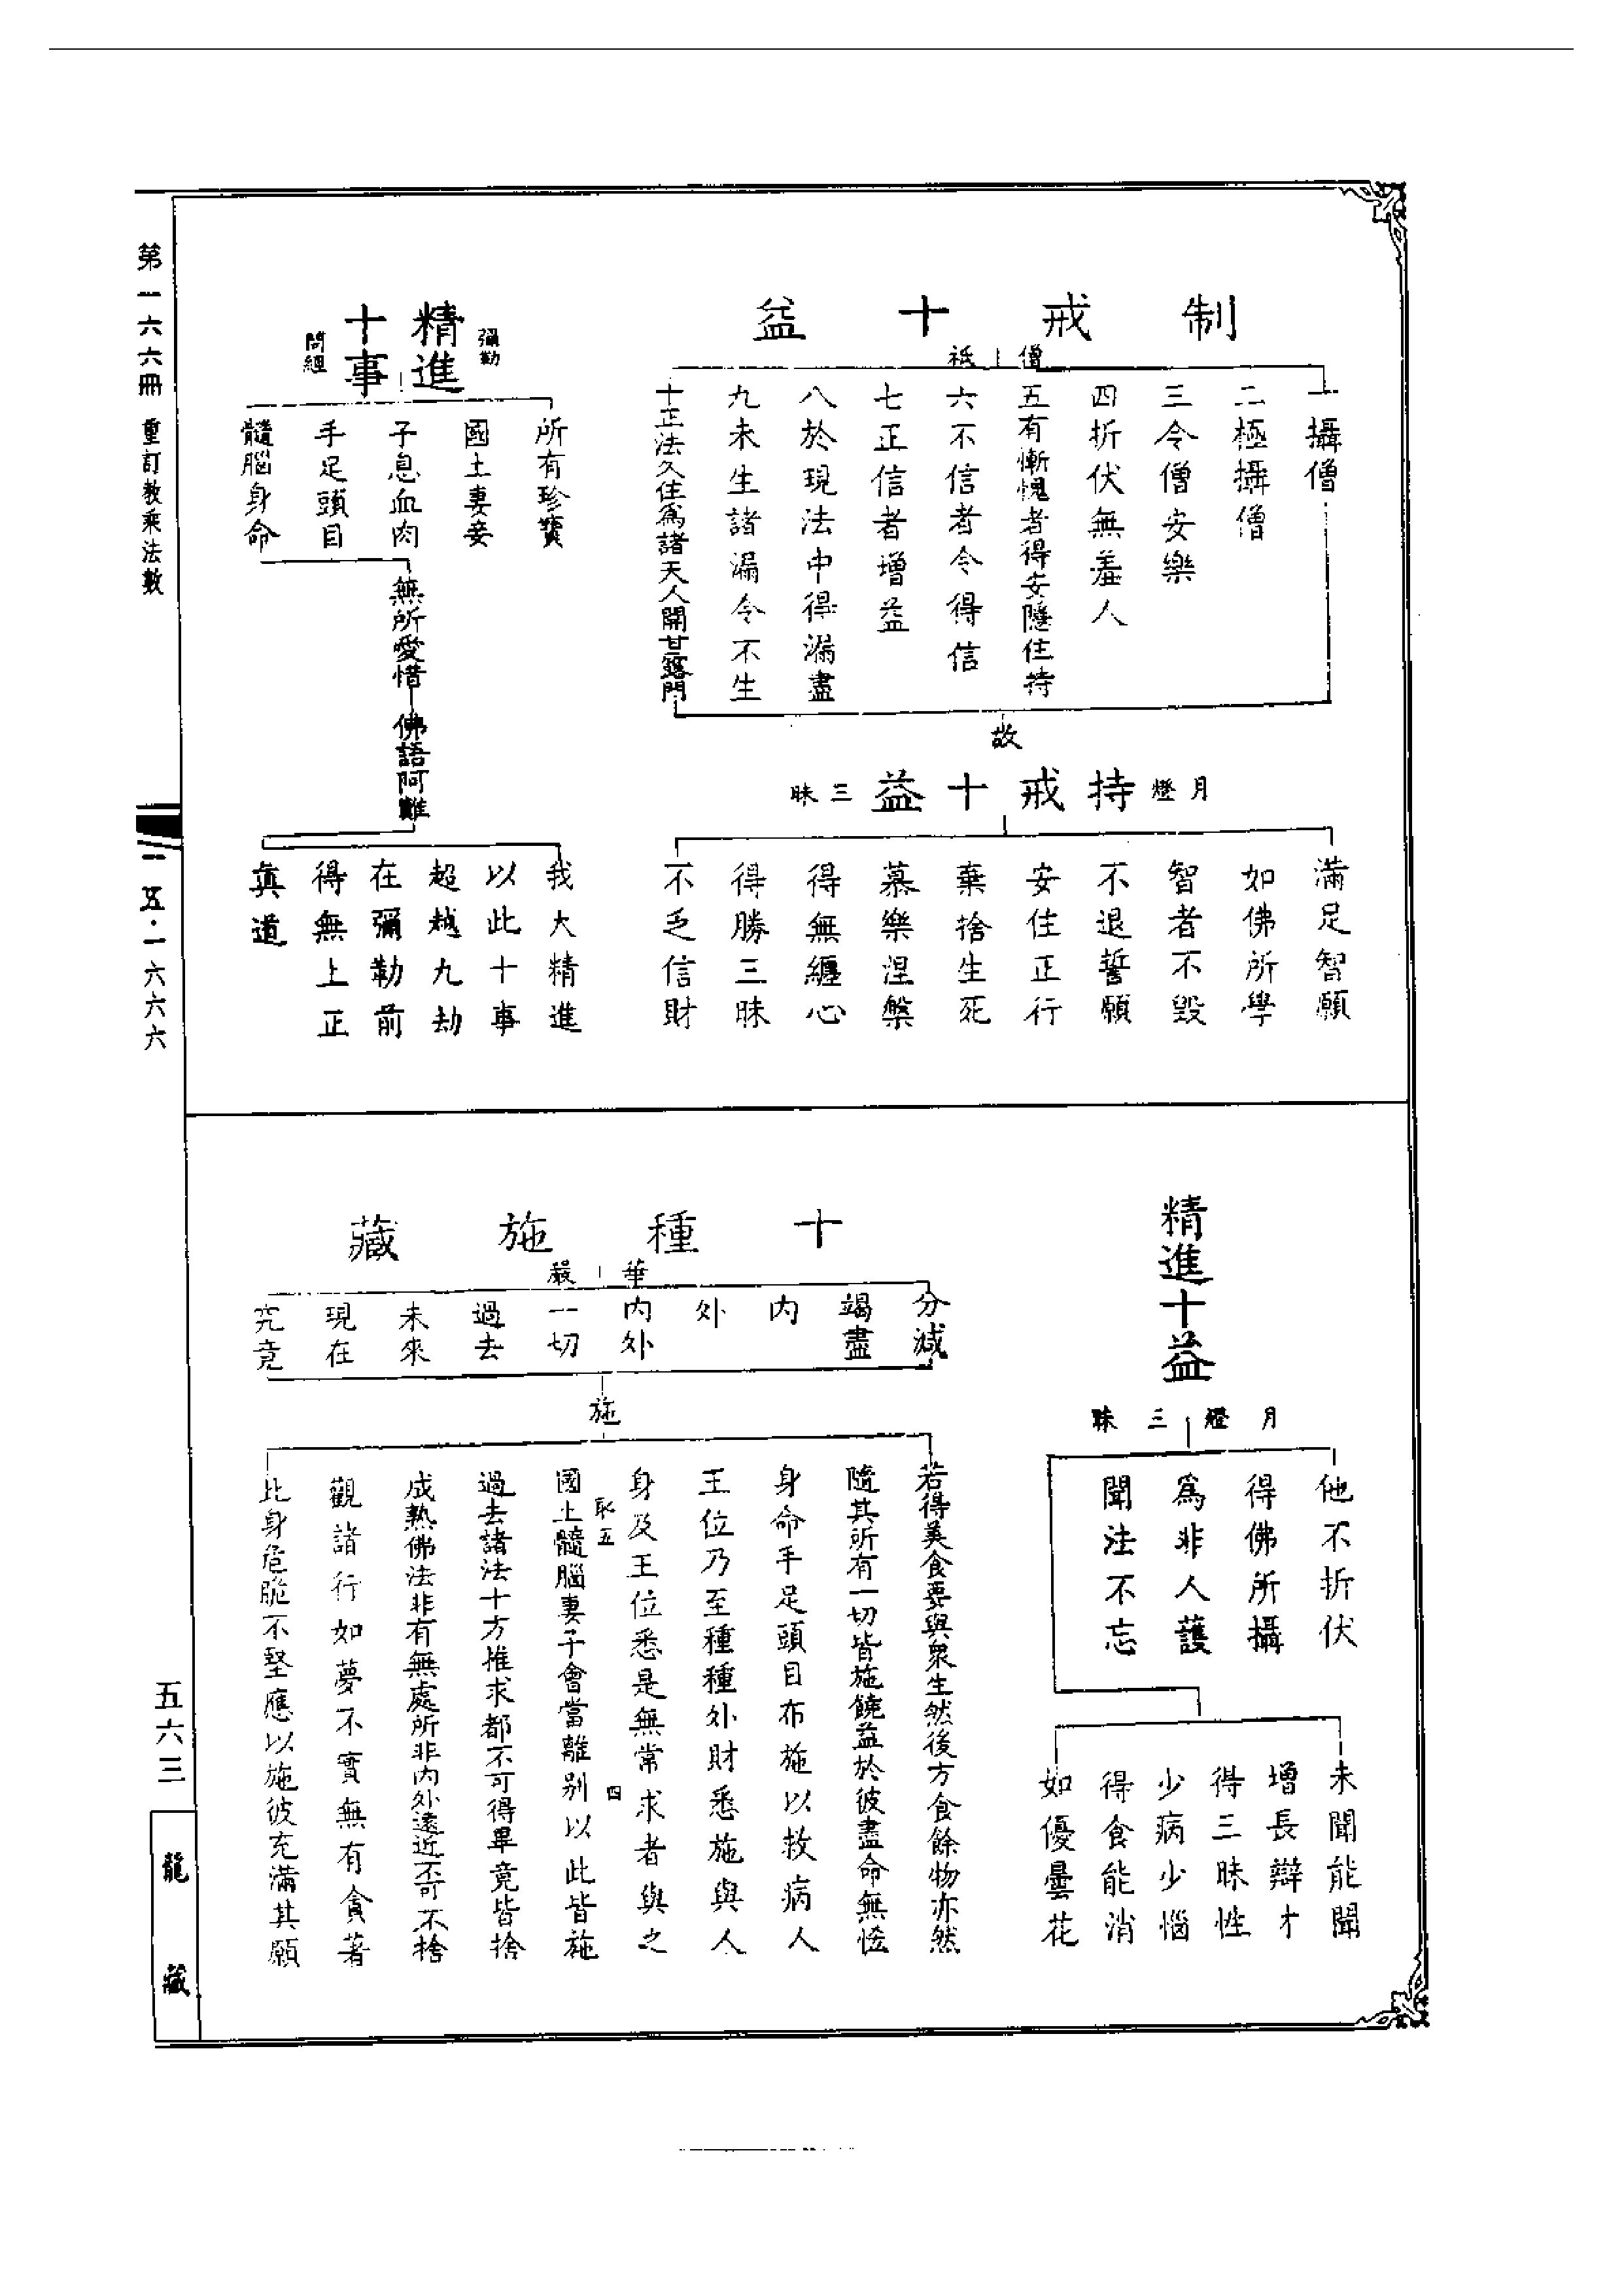 制戒十益
僧祇
一攝僧
二極攝僧
三令僧安樂
四折伏無羞人
五有慚愧者得安隱住持
六不信者令得信
七正信者增益
八於現法中得漏盡
九未生諸漏令不生
十正法久住為諸天人開甘露門
故
月燈
持戒十益
三昧
滿足智願
如佛所學
智者不毀
不退誓願
安住正行
棄捨生死
慕樂涅槃
得無纏心
得勝三昧
不乏信財
彌勒
精進
十事
問經
所有珍寶
國土妻妾
子息血肉
手足頭目
髓腦身命
無所愛惜
佛語阿難
我大精進
以此十事
超越九劫
在彌勒前
得無上正
真道
精進十益
月燈三昧
他不折伏
得佛所攝
為非人護
聞法不忘
未聞能聞
增長辯才
得三昧性
少病少惱
得食能消
如優曇花
十種施藏
華嚴
分減
竭盡
內
外
內外
一切
過去
未來
現在
究竟
施
若得美食要與眾生然後方食餘物亦然
隨其所有一切皆施饒益於彼盡命無恡
身命手足頭目布施以救病人
王位乃至種種外財悉施與人
身及王位悉是無常求者與之
取五
四
國土髓腦妻子會當離別以此皆施
過去諸法十方推求都不可得畢竟皆捨
成熟佛法非有無處所非內外遠近不可不捨
觀諸行如夢不實無有貪著
此身危脆不堅應以施彼充滿其願
第一六六冊 重訂教乘法數
一五·一六六六
五六三
龍藏